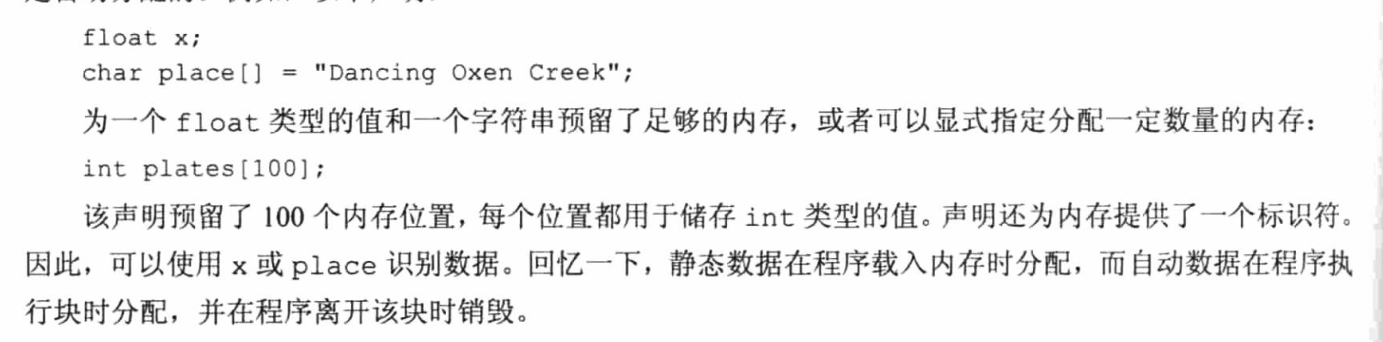 float x;
char place[] = "Dancing Oxen Creek";
为一个 float 类型的值和一个字符串预留了足够的内存，或者可以显式指定分配一定数量的内存：
int plates[100];
该声明预留了 100 个内存位置，每个位置都用于储存 int 类型的值。声明还为内存提供了一个标识符。
因此，可以使用 x 或 place 识别数据。回忆一下，静态数据在程序载入内存时分配，而自动数据在程序执
行块时分配，并在程序离开该块时销毁。